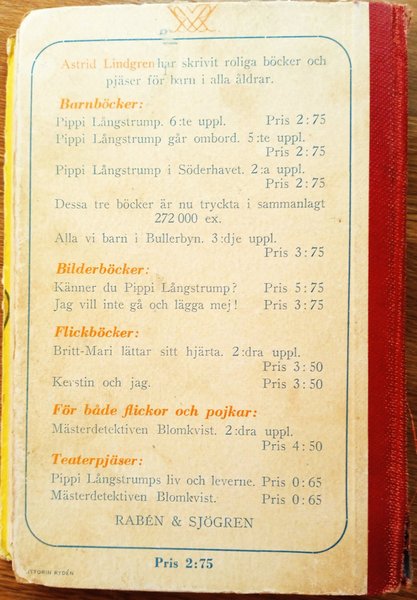 Astrid Lindgren har skrivit roliga böcker och
pjäser för barn i alla åldrar.
Barnböcker:
Pippi Långstrump. 6:te uppl. Pris 2:75
Pippi Långstrump går ombord. 5:te uppl.
Pris 2:75
Pippi Långstrump i Söderhavet. 2:a uppl.
Pris 2:75
Dessa tre böcker är nu tryckta i sammanlagt
272 000 ex.
Alla vi barn i Bullerbyn. 3:dje uppl.
Pris 3:75
Bilderböcker:
Känner du Pippi Långstrump? Pris 5:75
Jag vill inte gå och lägga mej! Pris 3:75
Flickböcker:
Britt-Mari lättar sitt hjärta. 2:dra uppl.
Pris 3:50
Kerstin och jag. Pris 3:50
För både flickor och pojkar:
Mästerdetektiven Blomkvist. 2:dra uppl.
Pris 4:50
Teaterpjäser:
Pippi Långstrumps liv och leverne. Pris 0:65
Mästerdetektiven Blomkvist. Pris 0:65
RABÉN & SJÖGREN
Pris 2:75
RYDÉN